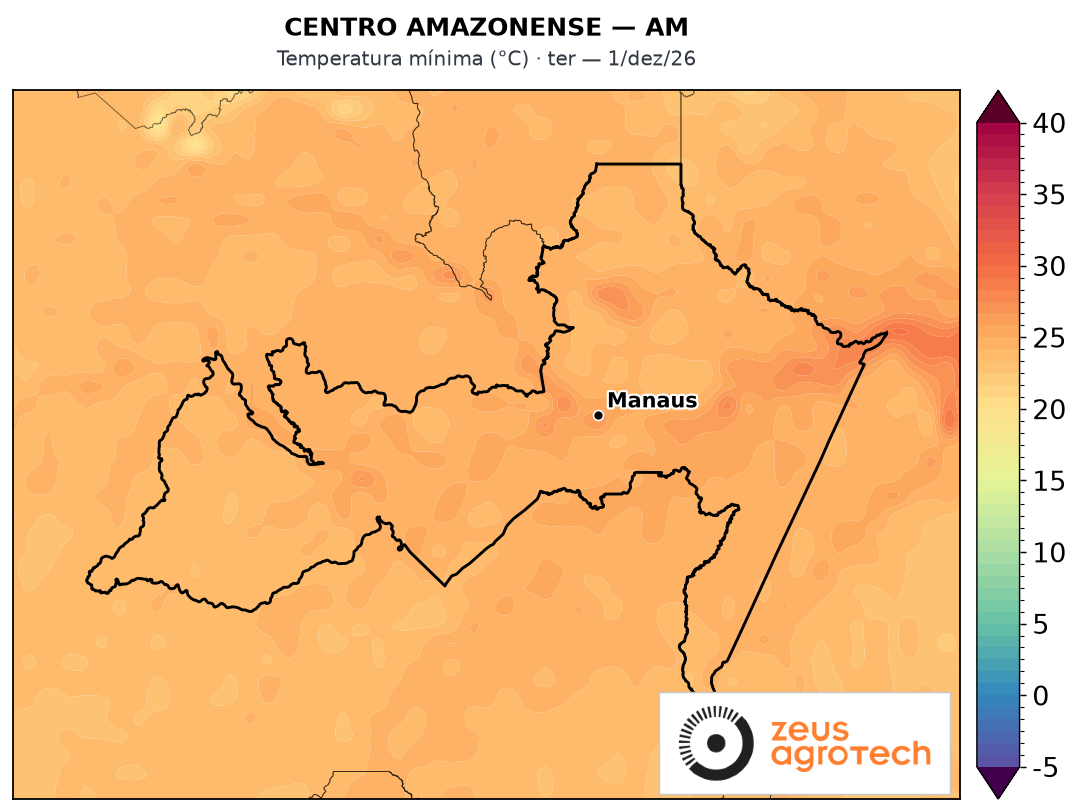 CENTRO AMAZONENSE — AM
Temperatura mínima (°C) · ter — 1/dez/26
40
35
30
25
20
15
10
5
0
-5
Manaus
zeus
agrotech